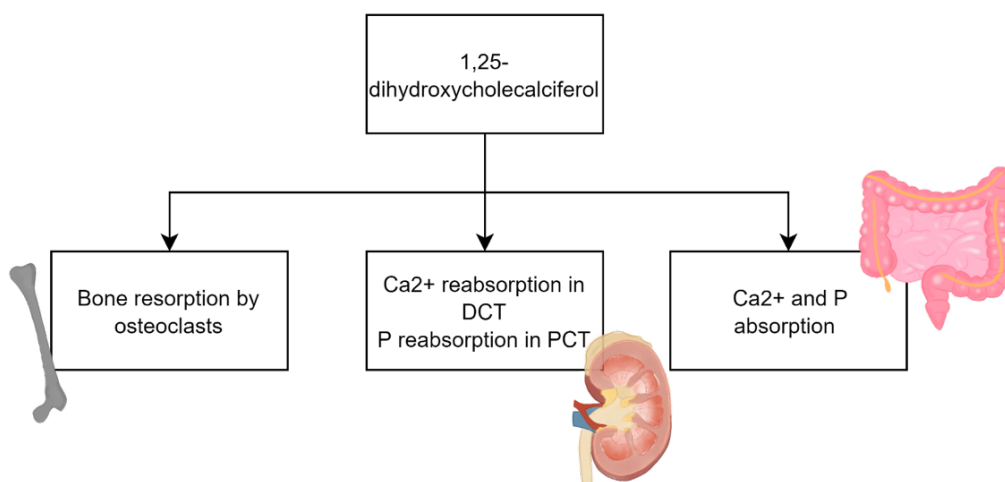 1,25-
dihydroxycholecalciferol
Bone resorption by
osteoclasts
Ca2+ reabsorption in
DCT
P reabsorption in PCT
Ca2+ and P
absorption